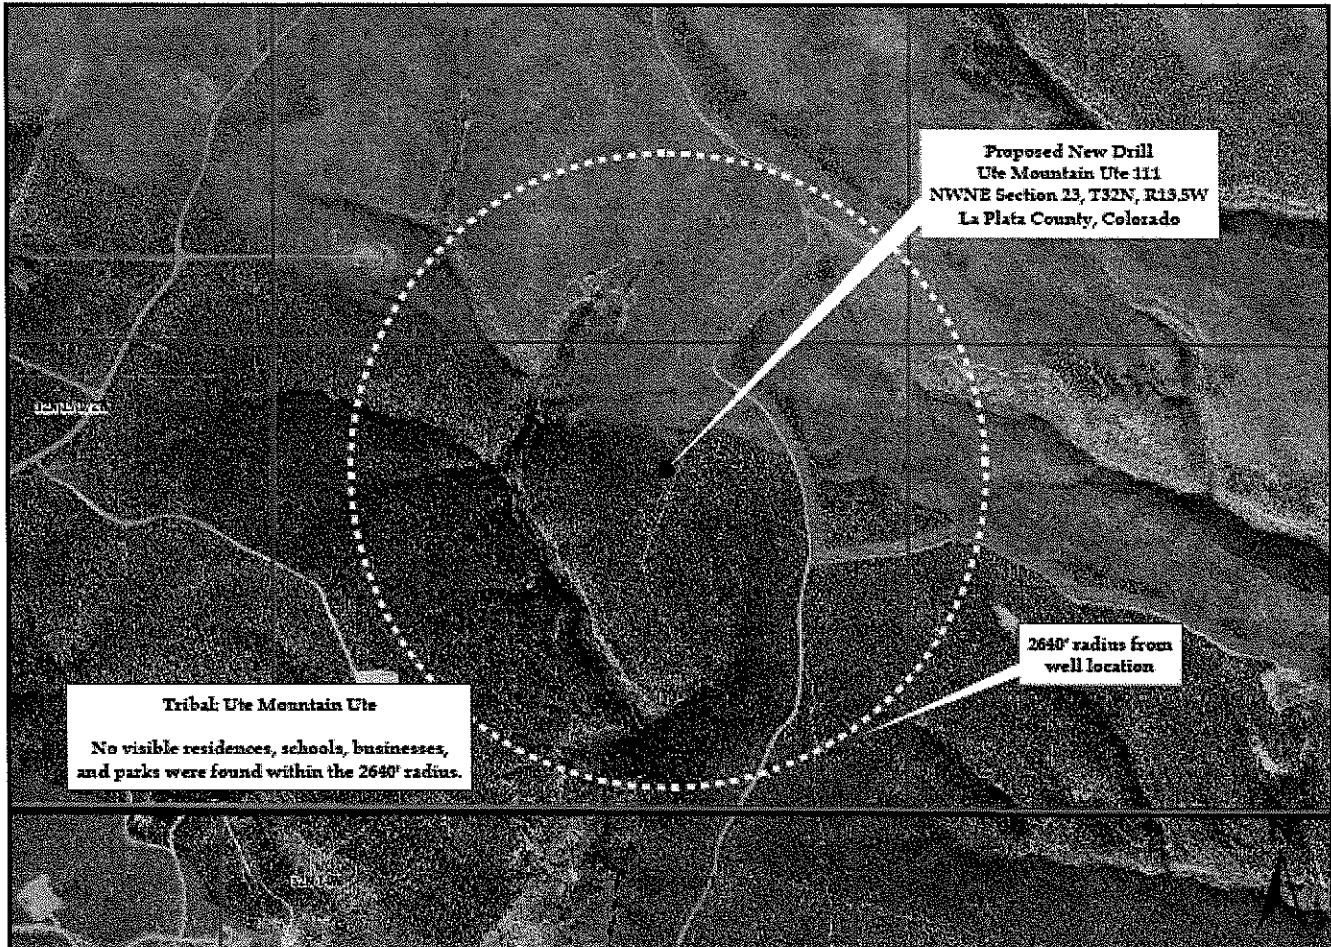 Proposed New Drill
Ute Mountain Ute 111
NWNE Section 23, T32N, R13.5W
La Plata County, Colorado
2640' radius from
well location
Tribal: Ute Mountain Ute
No visible residences, schools, businesses,
and parks were found within the 2640' radius.